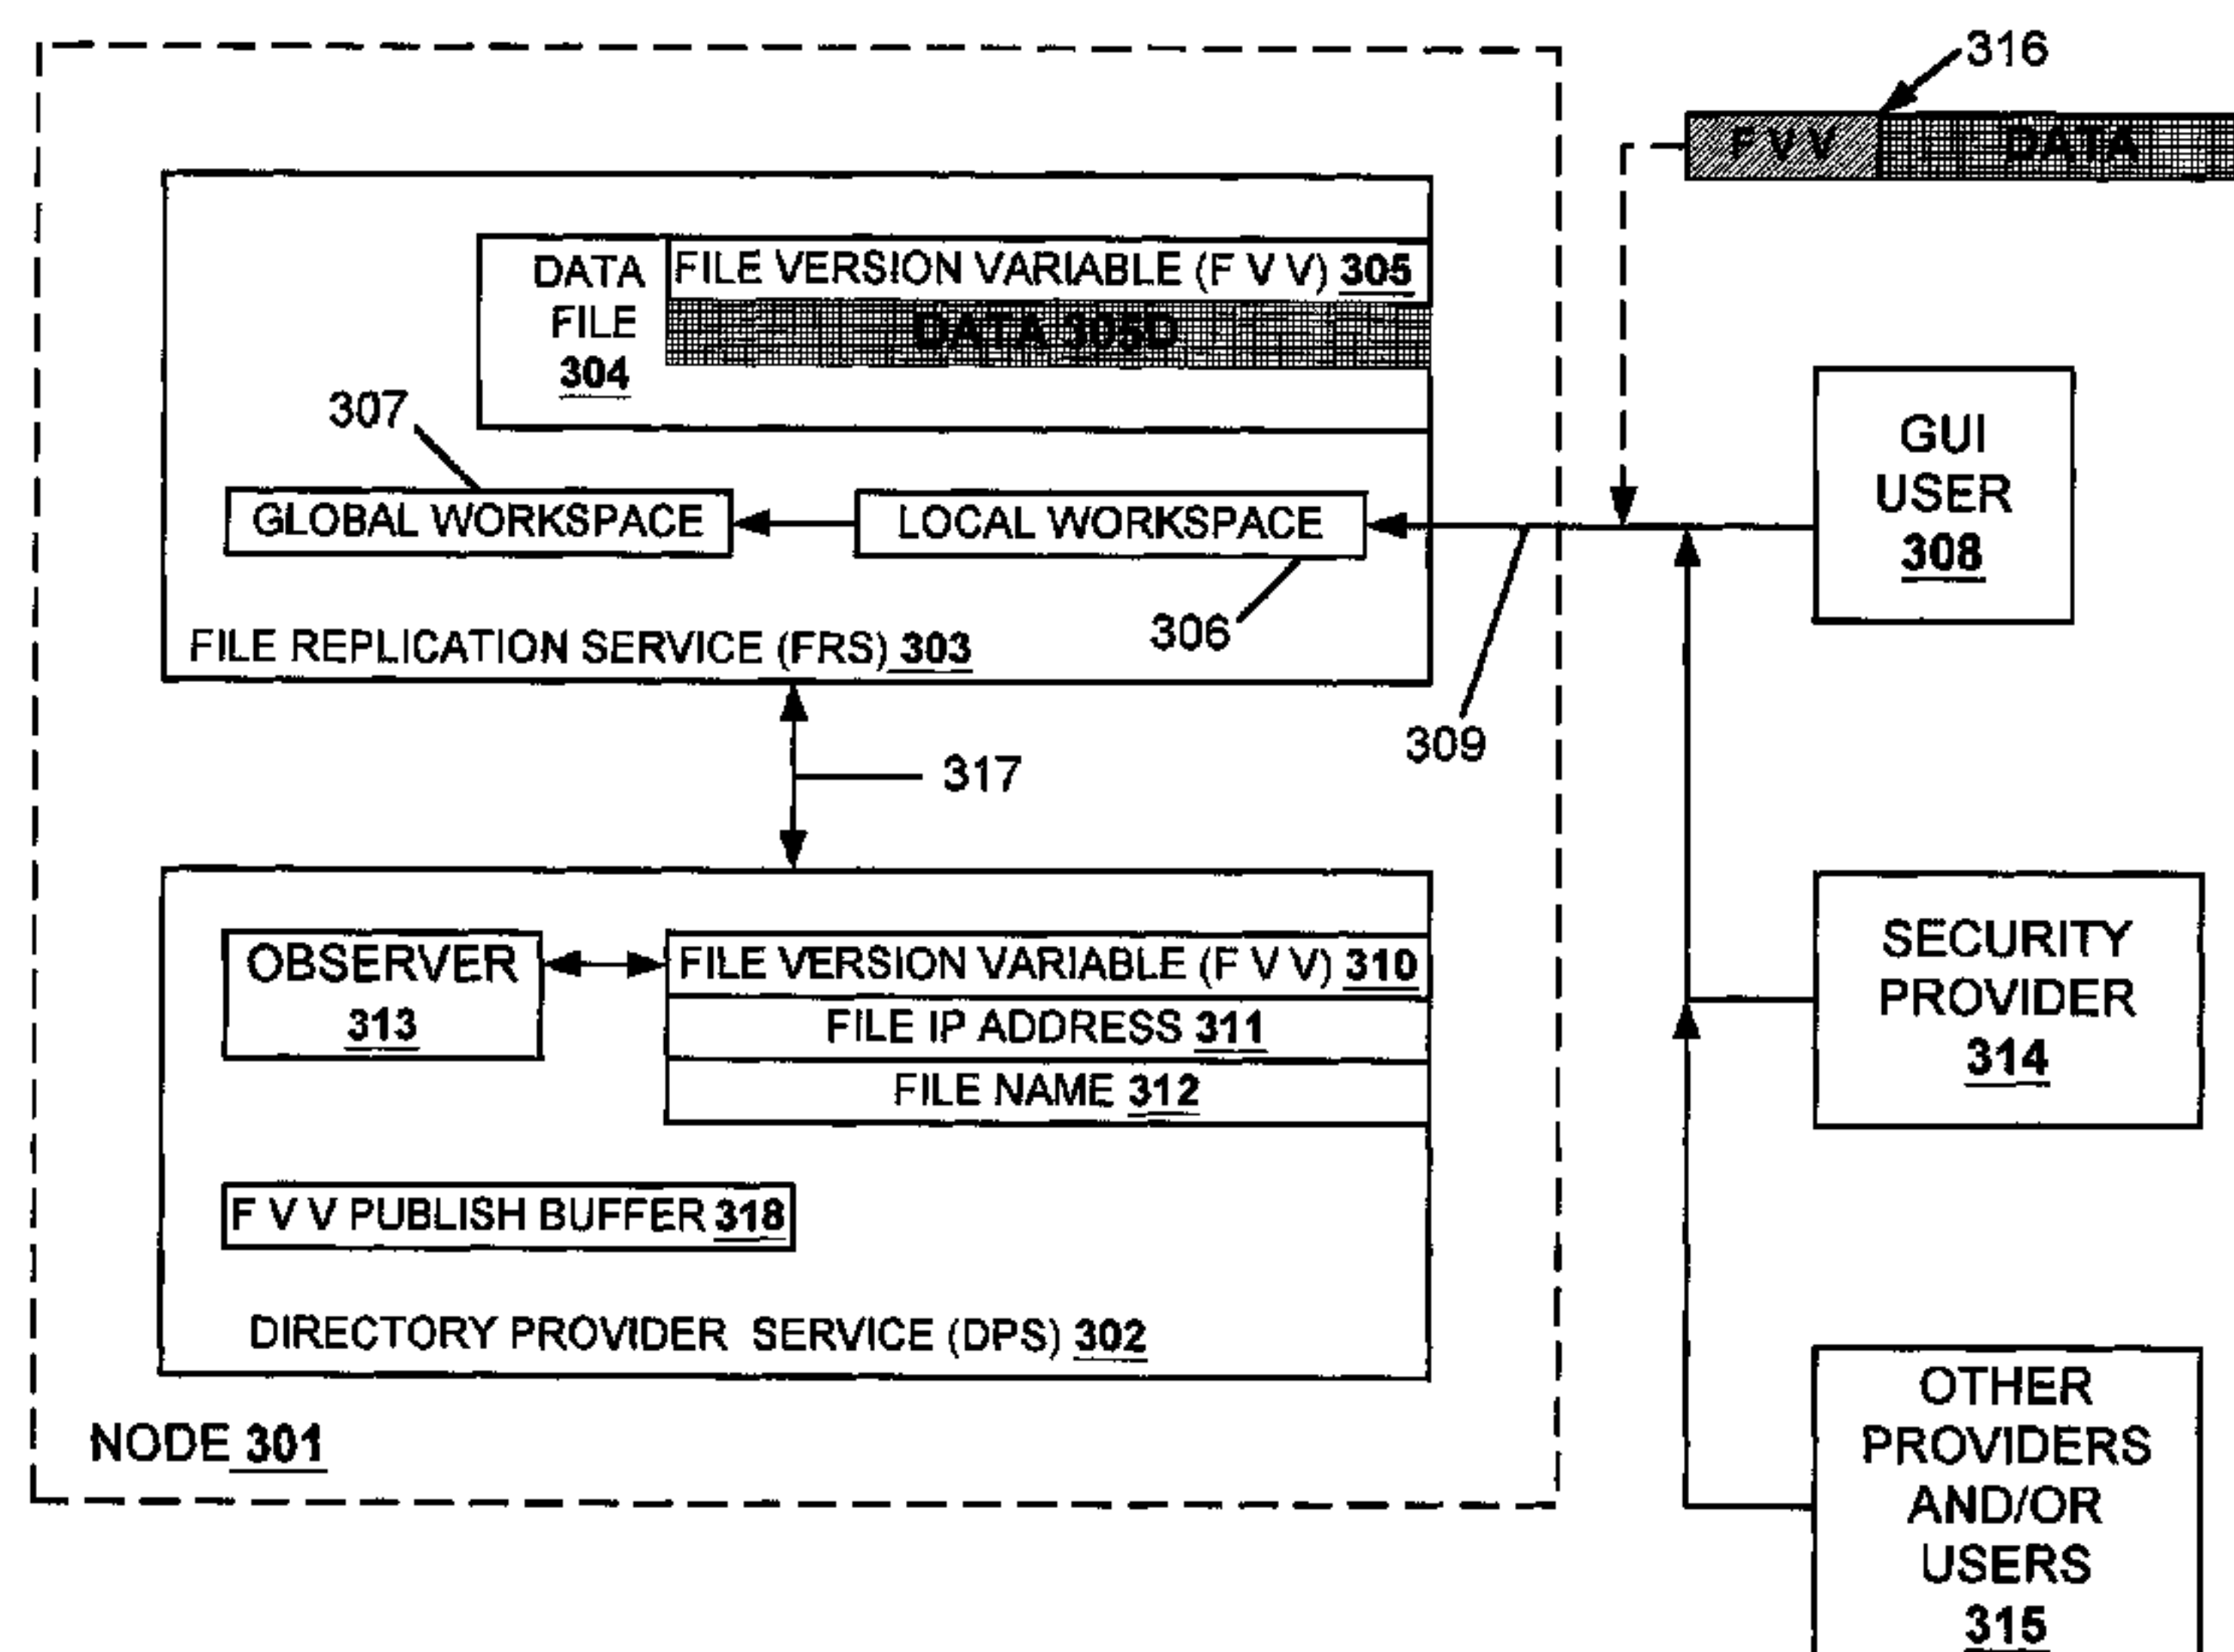 316
F V V DATA
DATA
FILE
304
FILE VERSION VARIABLE (F V V) 305
DATA 305D
307
GLOBAL WORKSPACE
LOCAL WORKSPACE
306
FILE REPLICATION SERVICE (FRS) 303
309
GUI
USER
308
317
OBSERVER
313
FILE VERSION VARIABLE (F V V) 310
FILE IP ADDRESS 311
FILE NAME 312
F V V PUBLISH BUFFER 318
DIRECTORY PROVIDER SERVICE (DPS) 302
NODE 301
SECURITY
PROVIDER
314
OTHER
PROVIDERS
AND/OR
USERS
315